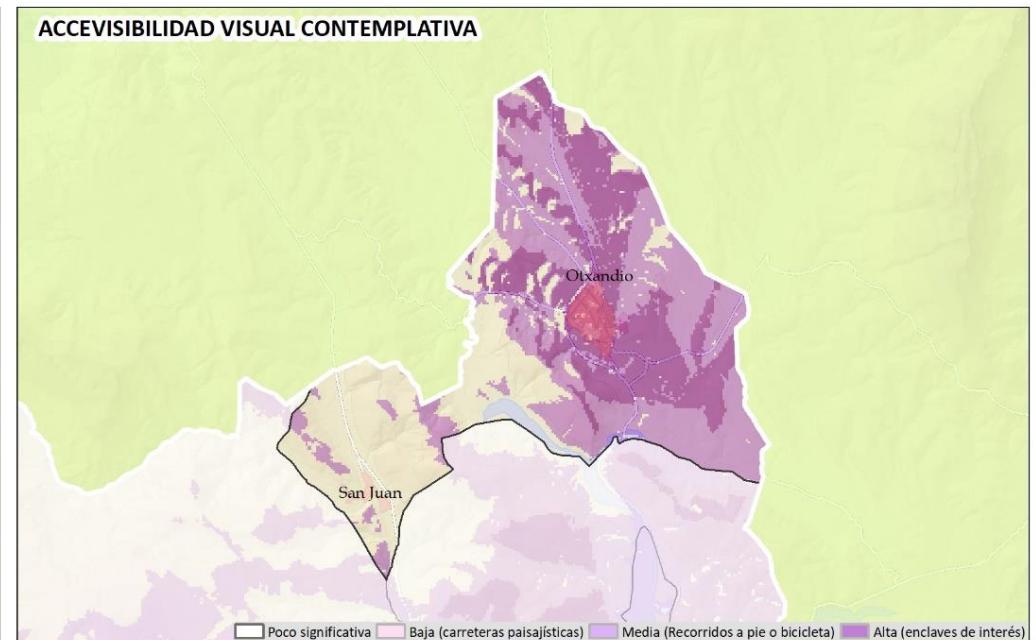 ACCEVISIBILIDAD VISUAL CONTEMPLATIVA
Otxandio
San Juan
Poco significativa Baja (carreteras paisajísticas) Media (Recorridos a pie o bicicleta) Alta (enclaves de interés)